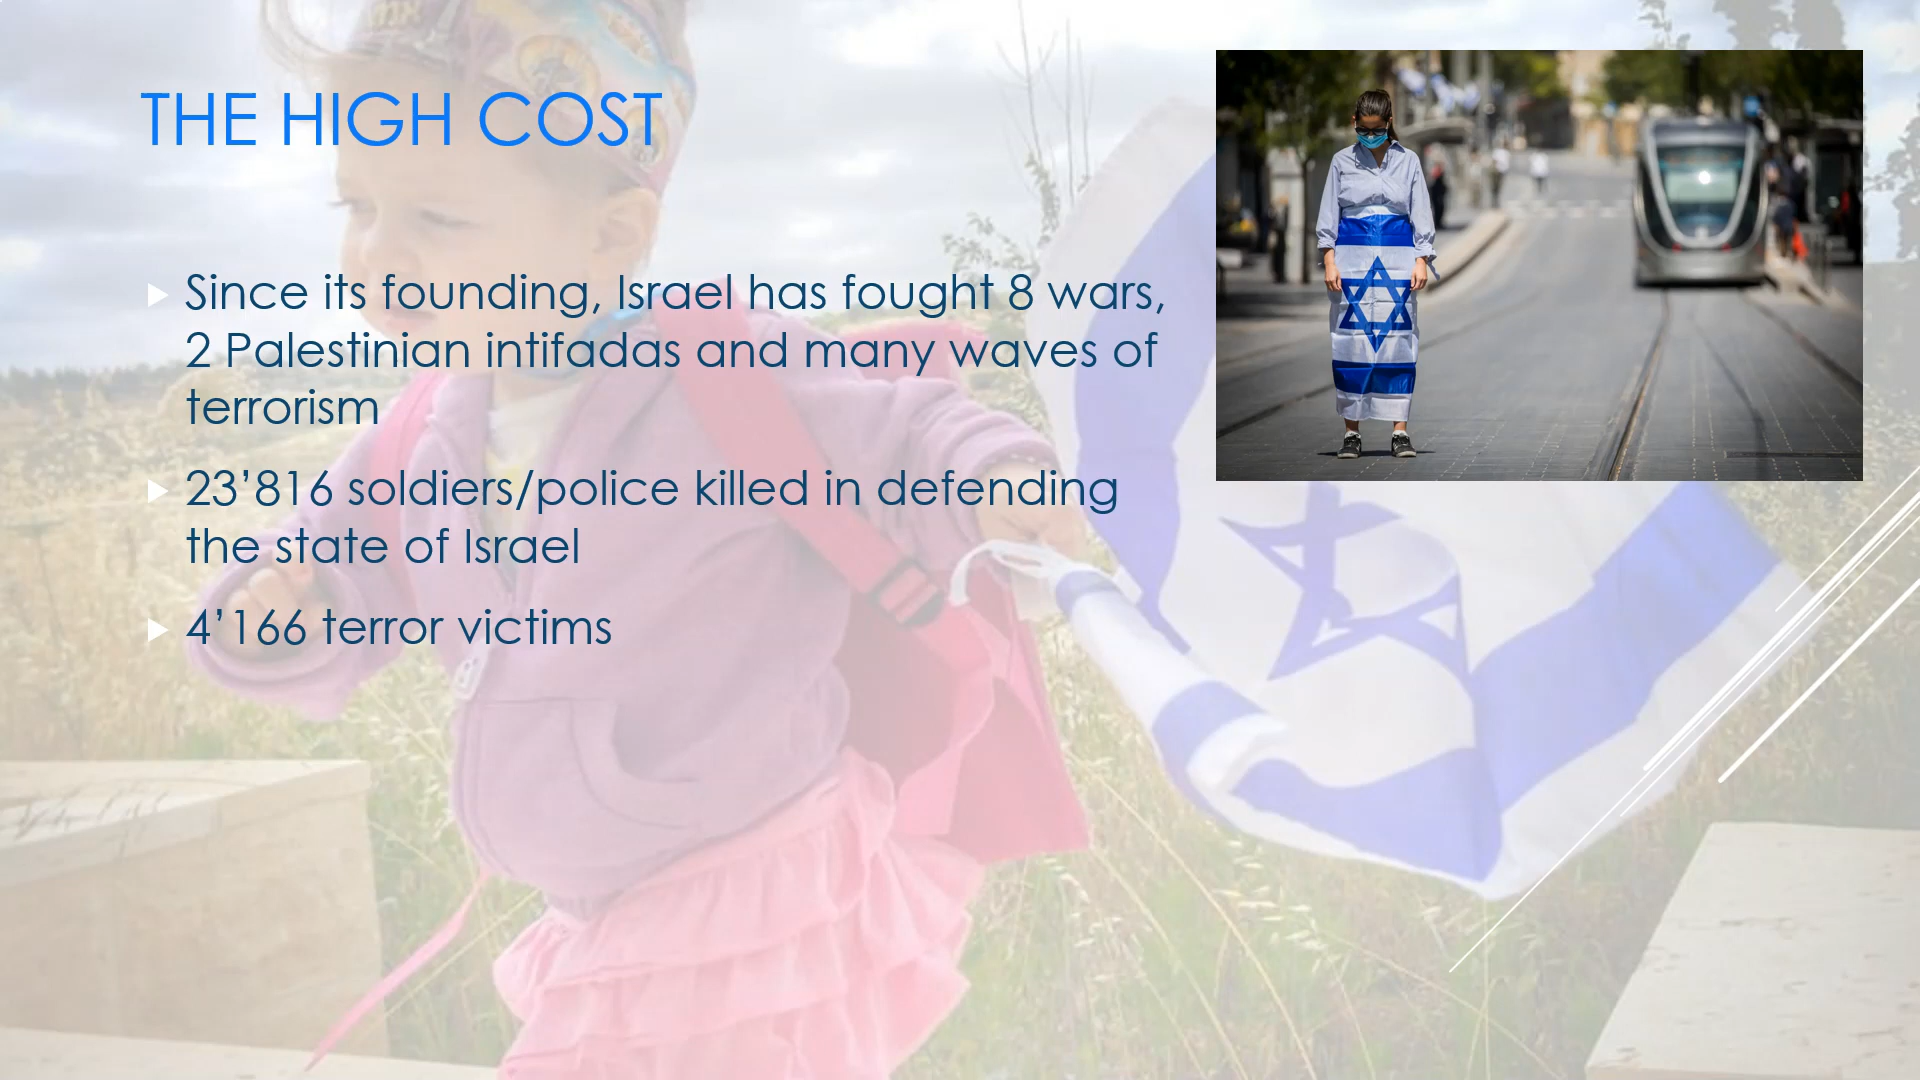 THE HIGH COST
Since its founding, Israel has fought 8 wars,
2 Palestinian intifadas and many waves of
terrorism
23’816 soldiers/police killed in defending
the state of Israel
4’166 terror victims